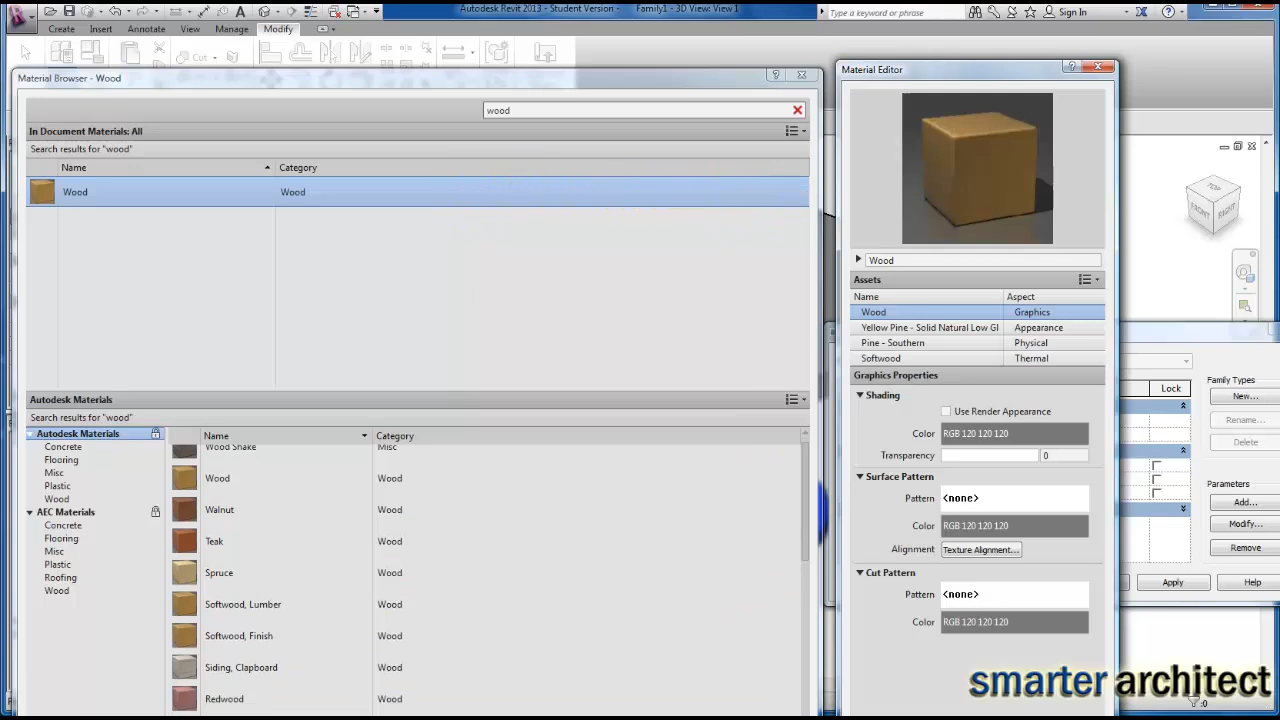 Autodesk Revit 2013 - Student Version - Family1 - 3D View: View 1
Type a keyword or phrase
Sign In
Create Insert Annotate View Manage Modify
Cut
Material Browser - Wood
wood
In Document Materials: All
Search results for "wood"
Name Category
Wood Wood
Autodesk Materials
Search results for "wood"
Autodesk Materials
Concrete
Flooring
Misc
Plastic
Wood
AEC Materials
Concrete
Flooring
Misc
Plastic
Roofing
Wood
Name Category
Wood Shake Misc
Wood Wood
Walnut Wood
Teak Wood
Spruce Wood
Softwood, Lumber Wood
Softwood, Finish Wood
Siding, Clapboard Wood
Redwood Wood
Material Editor
Wood
Assets
Name Aspect
Wood Graphics
Yellow Pine - Solid Natural Low Gl Appearance
Pine - Southern Physical
Softwood Thermal
Graphics Properties
Shading
Use Render Appearance
Color RGB 120 120 120
Transparency 0
Surface Pattern
Pattern <none>
Color RGB 120 120 120
Alignment Texture Alignment...
Cut Pattern
Pattern <none>
Color RGB 120 120 120
TOP
FRONT RIGHT
Lock
Family Types
New...
Rename...
Delete
Parameters
Add...
Modify...
Remove
Apply Help
smarter architect
:0